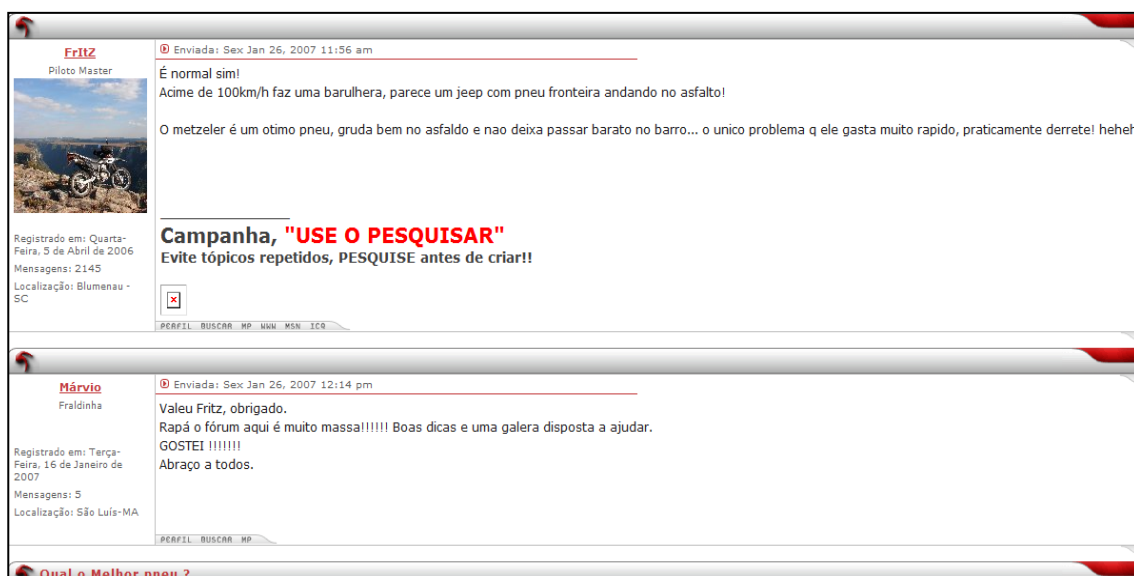 FrItZ
Piloto Master
Registrado em: Quarta-
Feira, 5 de Abril de 2006
Mensagens: 2145
Localização: Blumenau -
SC
Enviada: Sex Jan 26, 2007 11:56 am
É normal sim!
Acime de 100km/h faz uma barulhera, parece um jeep com pneu fronteira andando no asfalto!
O metzeler é um otimo pneu, gruda bem no asfaldo e nao deixa passar barato no barro... o unico problema q ele gasta muito rapido, praticamente derrete! heheh
Campanha, "USE O PESQUISAR"
Evite tópicos repetidos, PESQUISE antes de criar!!
PERFIL BUSCAR MP WWW MSN ICQ
Márvio
Fraldinha
Registrado em: Terça-
Feira, 16 de Janeiro de
2007
Mensagens: 5
Localização: São Luís-MA
Enviada: Sex Jan 26, 2007 12:14 pm
Valeu Fritz, obrigado.
Rapá o fórum aqui é muito massa!!!!!! Boas dicas e uma galera disposta a ajudar.
GOSTEI !!!!!!!
Abraço a todos.
PERFIL BUSCAR MP
Qual o Melhor pneu ?